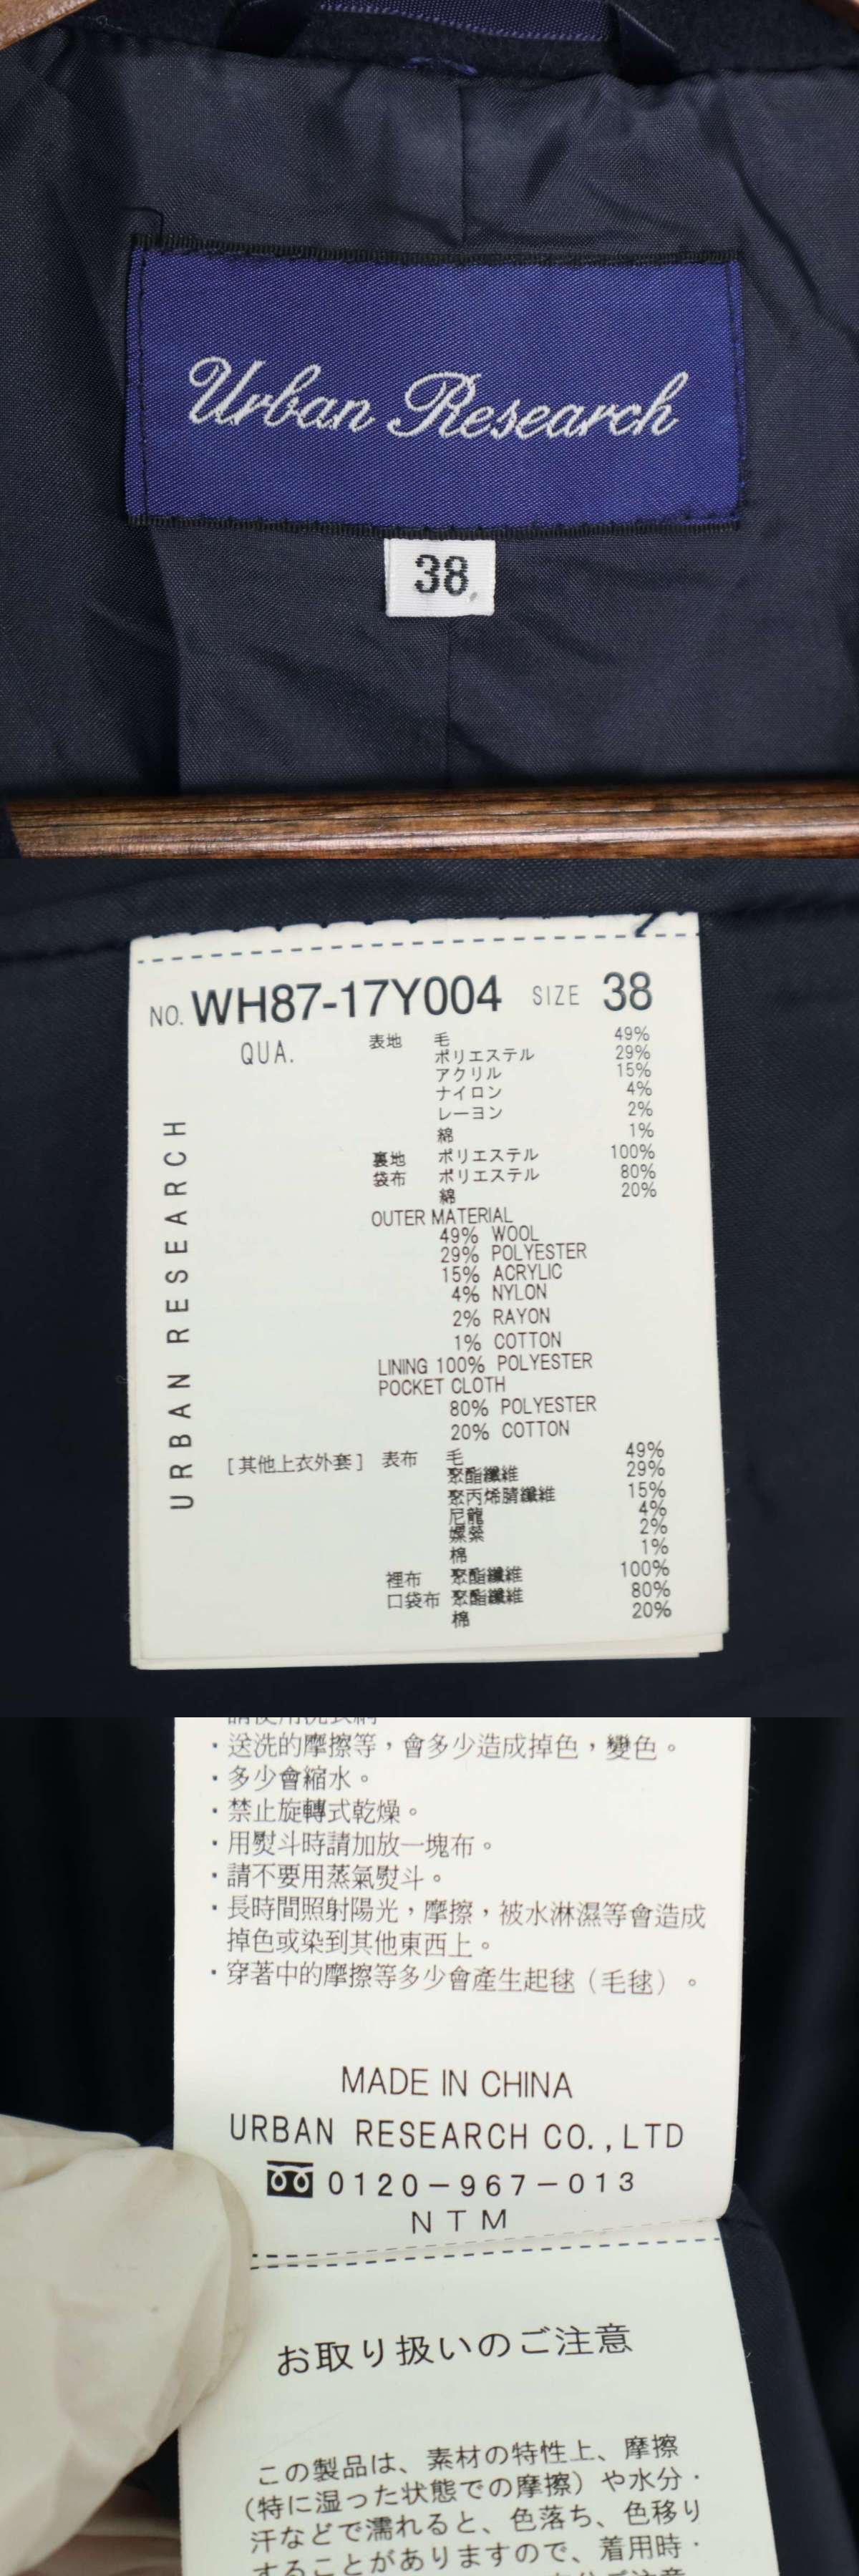 Urban Research
38
NO. WH87-17Y004 SIZE 38
QUA. 表地 毛 49%
ポリエステル 29%
アクリル 15%
ナイロン 4%
レーヨン 2%
綿 1%
裏地 ポリエステル 100%
袋布 ポリエステル 80%
綿 20%
OUTER MATERIAL
49% WOOL
29% POLYESTER
15% ACRYLIC
4% NYLON
2% RAYON
1% COTTON
LINING 100% POLYESTER
POCKET CLOTH
80% POLYESTER
20% COTTON
[其他上衣外套] 表布 毛 49%
聚酯纖維 29%
聚丙烯腈纖維 15%
尼龍 4%
嫘縈 2%
棉 1%
裡布 聚酯纖維 100%
口袋布 聚酯纖維 80%
棉 20%
URBAN RESEARCH
・送洗的摩擦等，會多少造成掉色，變色。
・多少會縮水。
・禁止旋轉式乾燥。
・用熨斗時請加放一塊布。
・請不要用蒸氣熨斗。
・長時間照射陽光，摩擦，被水淋濕等會造成
掉色或染到其他東西上。
・穿著中的摩擦等多少會產生起毬（毛毬）。
MADE IN CHINA
URBAN RESEARCH CO.,LTD
0120-967-013
NTM
お取り扱いのご注意
この製品は、素材の特性上、摩擦
（特に湿った状態での摩擦）や水分・
汗などで濡れると、色落ち、色移り
することがありますので、着用時・